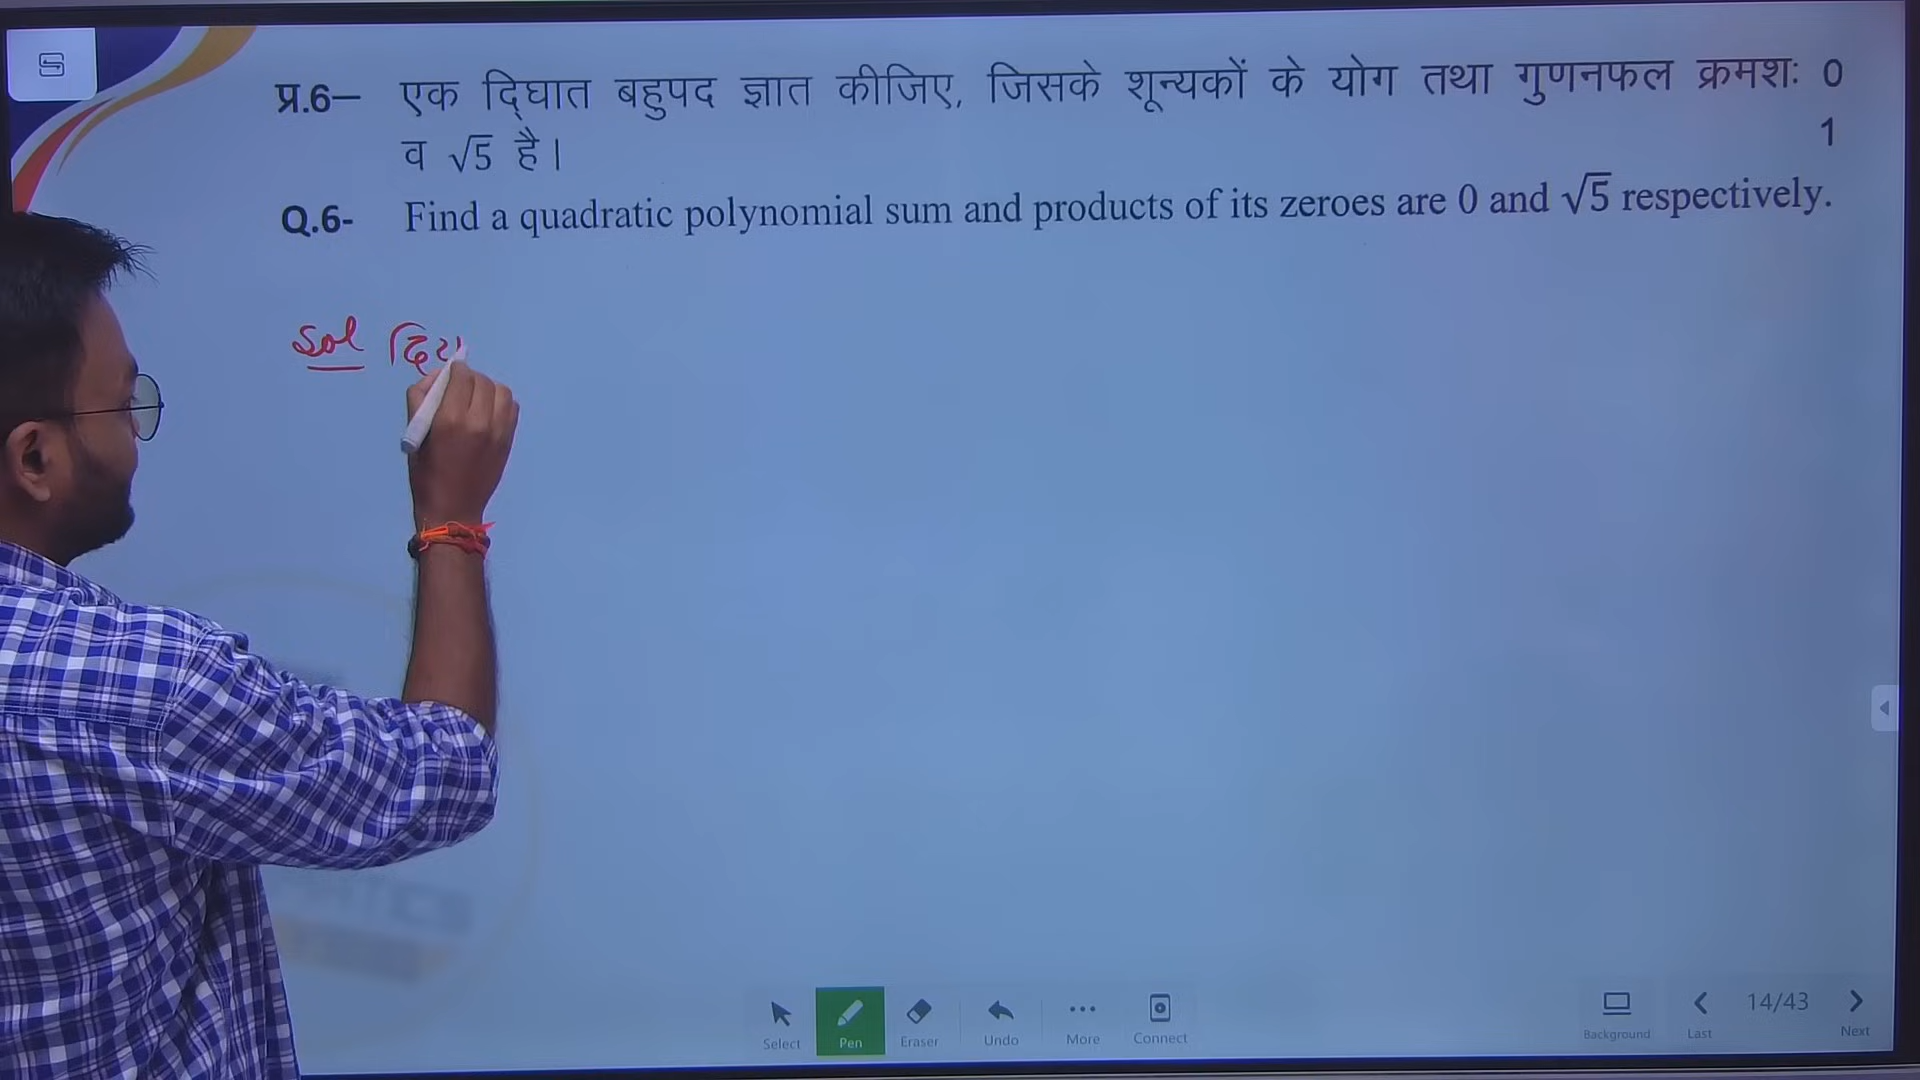 प्र.6– एक द्घिात बहुपद ज्ञात कीजिए, जिसके शून्यकों के योग तथा गुणनफल क्रमशः 0
व √5 है। 1
Q.6- Find a quadratic polynomial sum and products of its zeroes are 0 and √5 respectively.
Sol दिय
Select
Pen
Eraser
Undo
More
Connect
Background
Last
14/43
Next